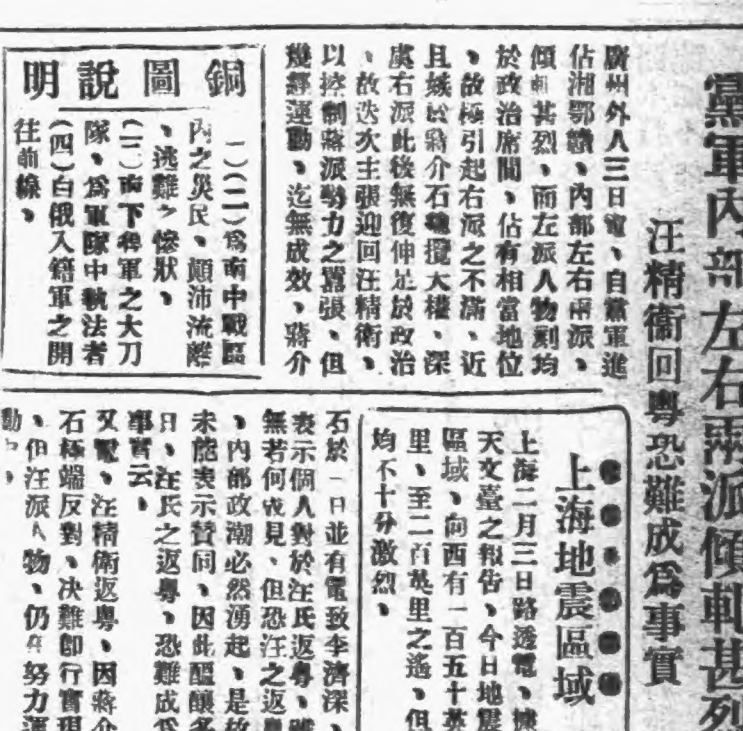 黨軍內部左右兩派傾軋甚烈
汪精衞回粵恐難成爲事實
廣州外人三日電、自黨軍進
佔湘鄂贛、內部左右兩派、
傾軋甚烈、而左派人物刻均
於政治席間、佔有相當地位
、故極引起右派之不滿、近
且嫉於蔣介石總攬大權、深
虞右派此後無復伸足於政治
、故迭次主張迎回汪精衞、
以控制蔣派勢力之囂張、但
幾經運動、迄無成效、蔣介
石於一日並有電致李濟深、
表示個人對於汪氏返粵、雖
無若何成見、但恐汪之返粵
、內部政潮必然湧起、是故
未能表示贊同、因此醞釀多
日、汪氏之返粵、恐難成爲
事實云、
又電、汪精衞返粵、因蔣介
石極端反對、决難即行實現
、但汪派人物、仍在努力運
動中、
銅圖說明
(一)(二)爲南中戰區
內之災民、顚沛流離
、逃難之慘狀、
(三)南下魯軍之大刀
隊、爲軍隊中執法者
(四)白俄入籍軍之開
往前線、
上海地震區域
上海二月三日路透電、據
天文臺之報告、今日地震
區域、向西有一百五十英
里、至二百英里之遙、但
均不十分激烈、